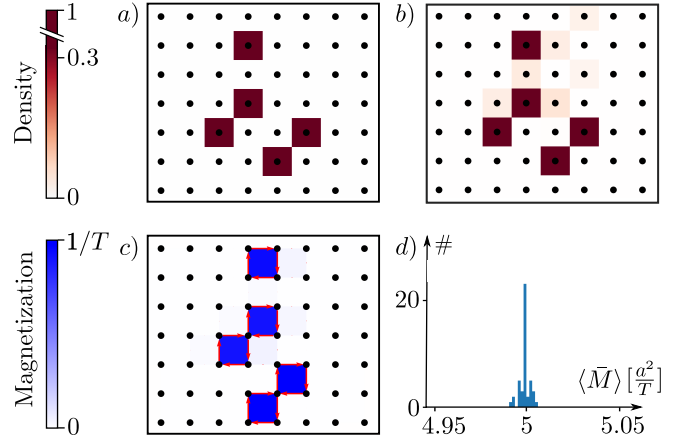 1
0.3
0
Density
a)
b)
1/T
0
Magnetization
c)
d)
#
20
0
⟨M̄⟩ [a²/T]
4.95
5
5.05